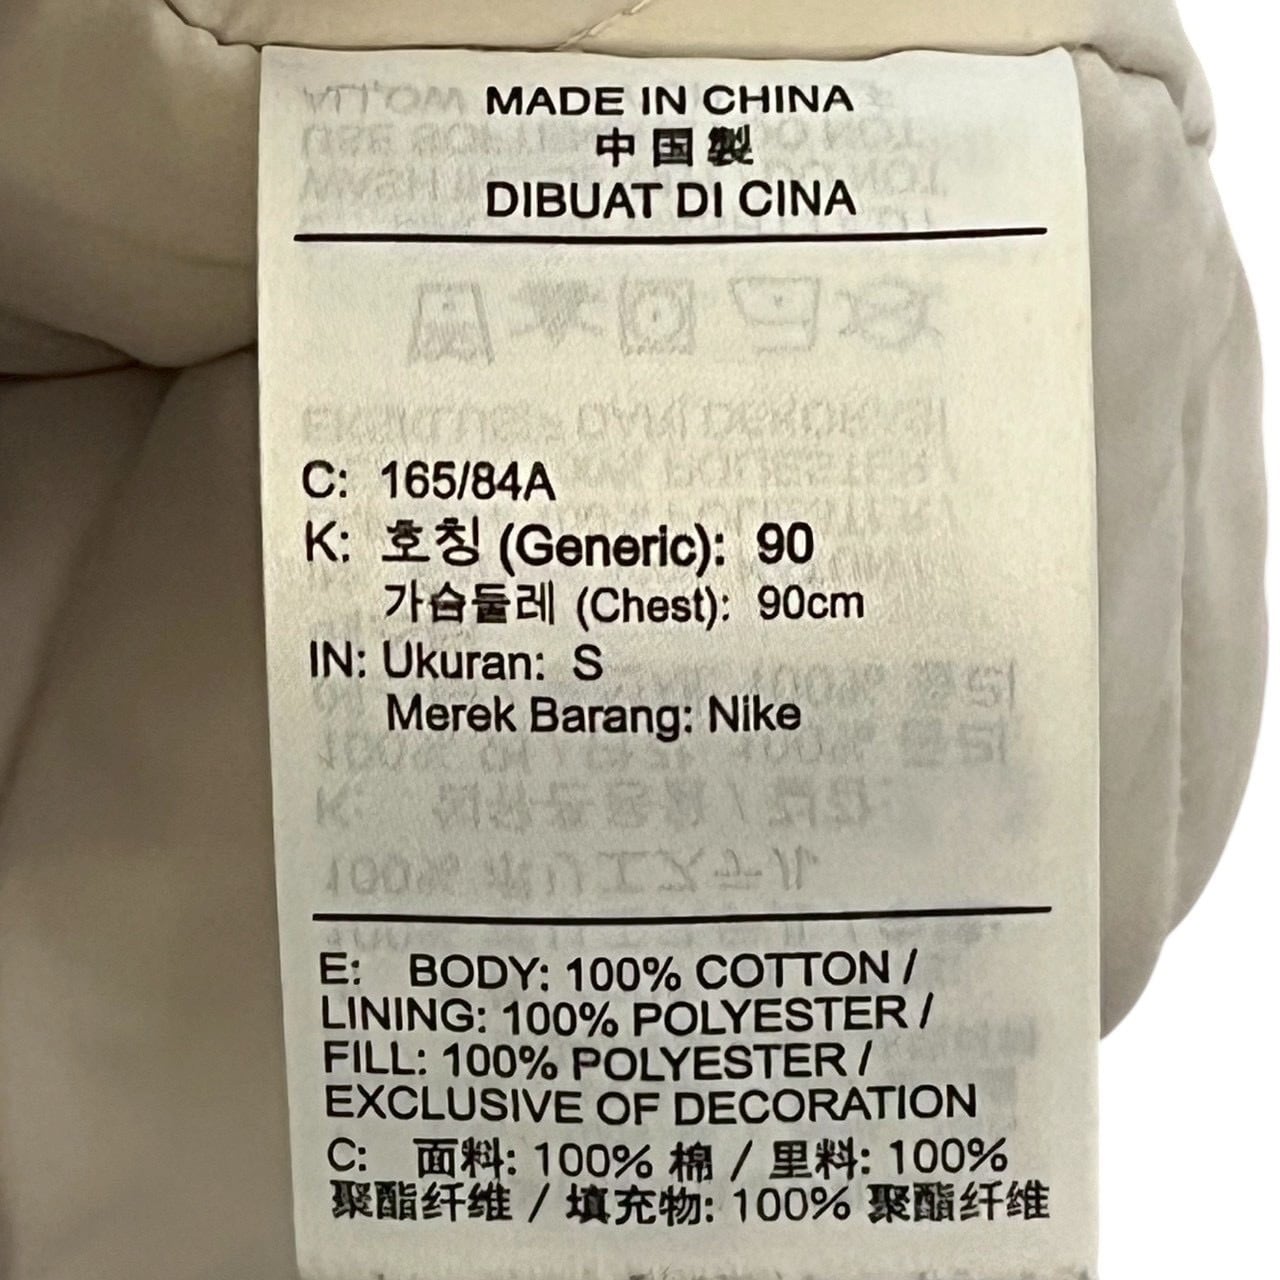 MADE IN CHINA
中国製
DIBUAT DI CINA
C: 165/84A
K: 호칭 (Generic): 90
가슴둘레 (Chest): 90cm
IN: Ukuran: S
Merek Barang: Nike
E: BODY: 100% COTTON /
LINING: 100% POLYESTER /
FILL: 100% POLYESTER /
EXCLUSIVE OF DECORATION
C: 面料: 100% 棉 / 里料: 100%
聚酯纤维 / 填充物: 100% 聚酯纤维